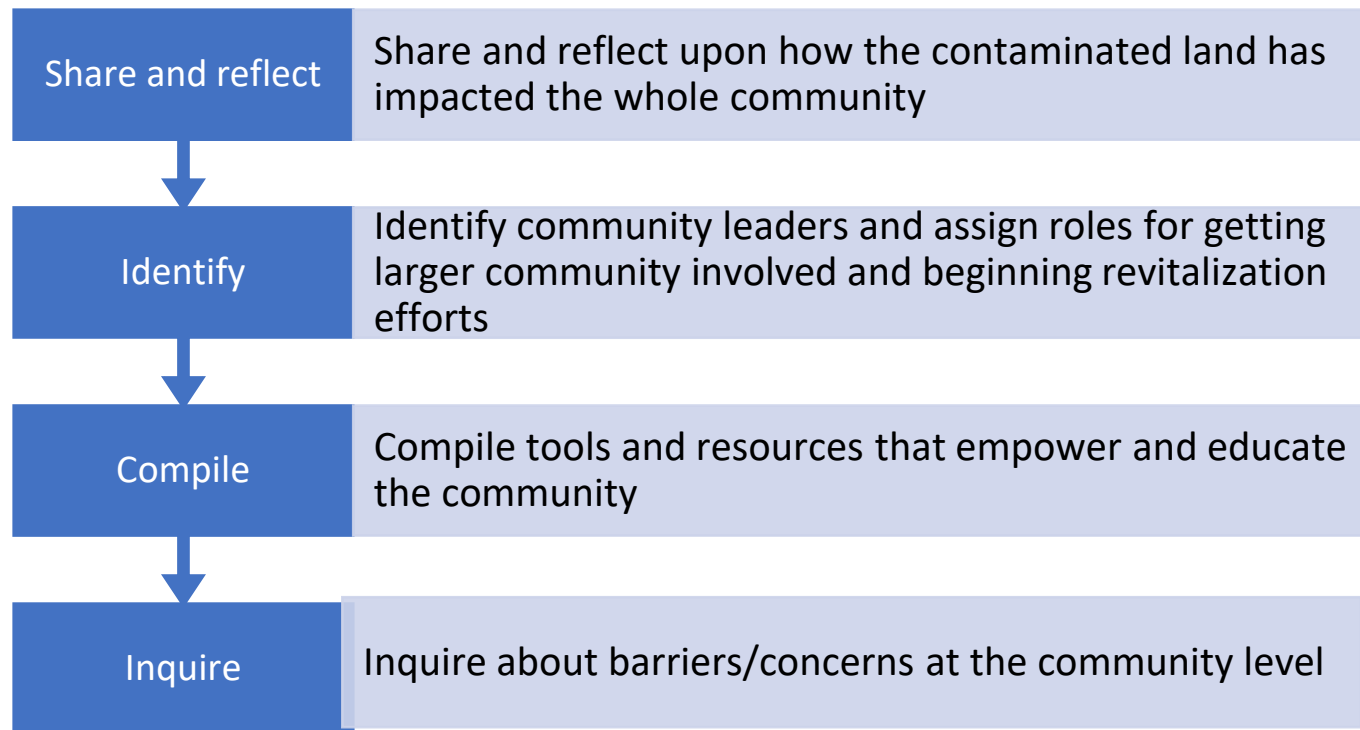 Share and reflect
Share and reflect upon how the contaminated land has
impacted the whole community
Identify
Identify community leaders and assign roles for getting
larger community involved and beginning revitalization
efforts
Compile
Compile tools and resources that empower and educate
the community
Inquire
Inquire about barriers/concerns at the community level